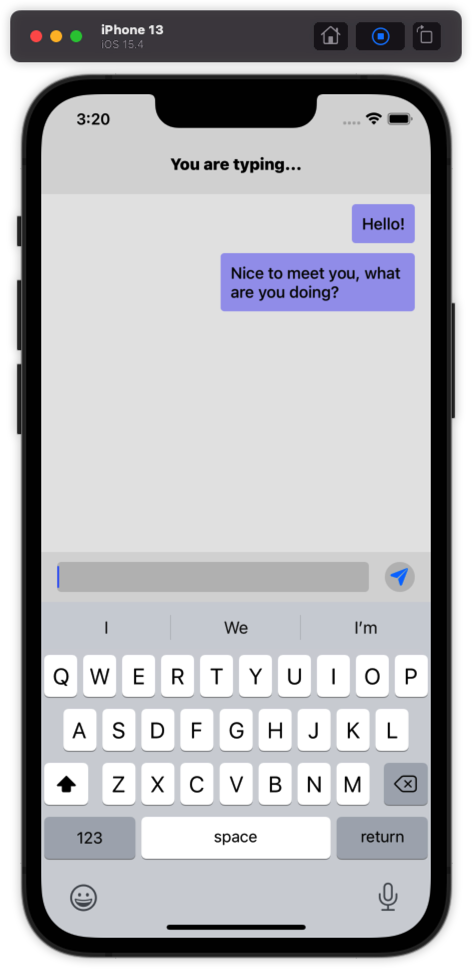 iPhone 13
iOS 15.4
3:20
You are typing...
Hello!
Nice to meet you, what
are you doing?
I We I'm
Q W E R T Y U I O P
A S D F G H J K L
Z X C V B N M
123 space return